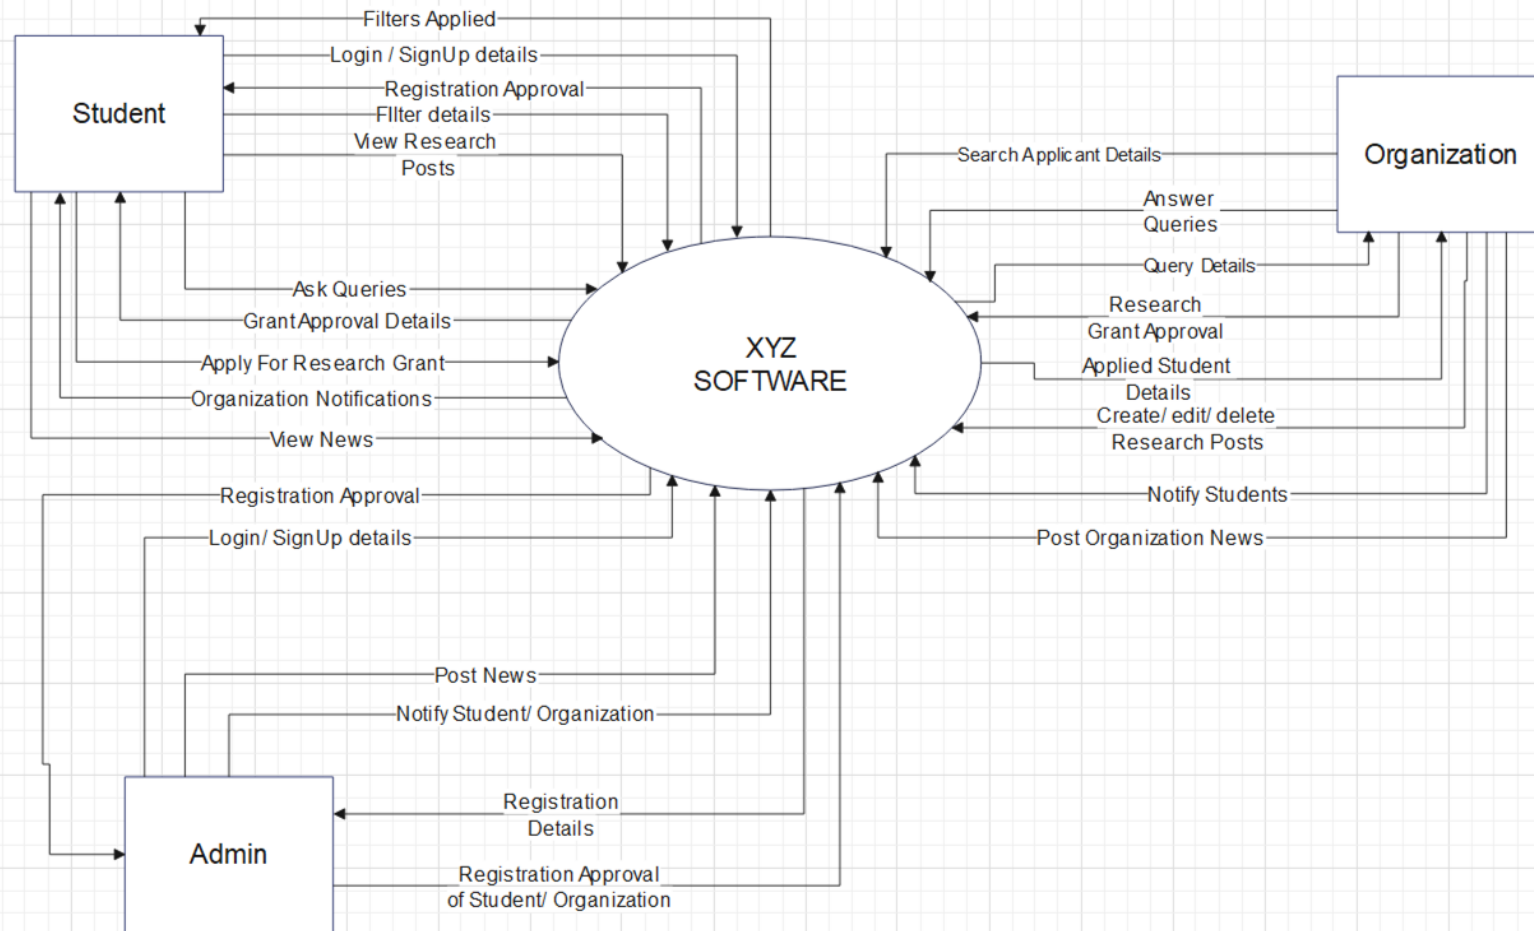 Filters Applied
Login / SignUp details
Registration Approval
FIlter details
View Research
Posts
Student
Organization
Search Applicant Details
Answer
Queries
Query Details
Ask Queries
Grant Approval Details
Research
Grant Approval
XYZ
SOFTWARE
Apply For Research Grant
Applied Student
Details
Organization Notifications
Create/ edit/ delete
Research Posts
View News
Registration Approval
Notify Students
Login/ SignUp details
Post Organization News
Post News
Notify Student/ Organization
Registration
Details
Admin
Registration Approval
of Student/ Organization